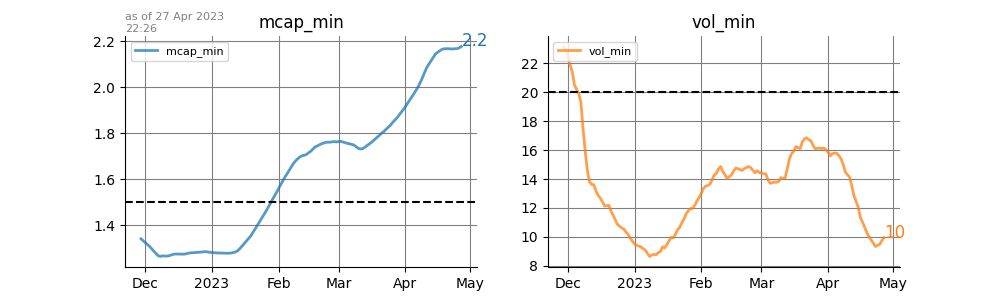 as of 27 Apr 2023
22:26
mcap_min
2.2
mcap_min
2.2
2.0
1.8
1.6
1.4
Dec 2023 Feb Mar Apr May
vol_min
vol_min
22
20
18
16
14
12
10
8
10
Dec 2023 Feb Mar Apr May